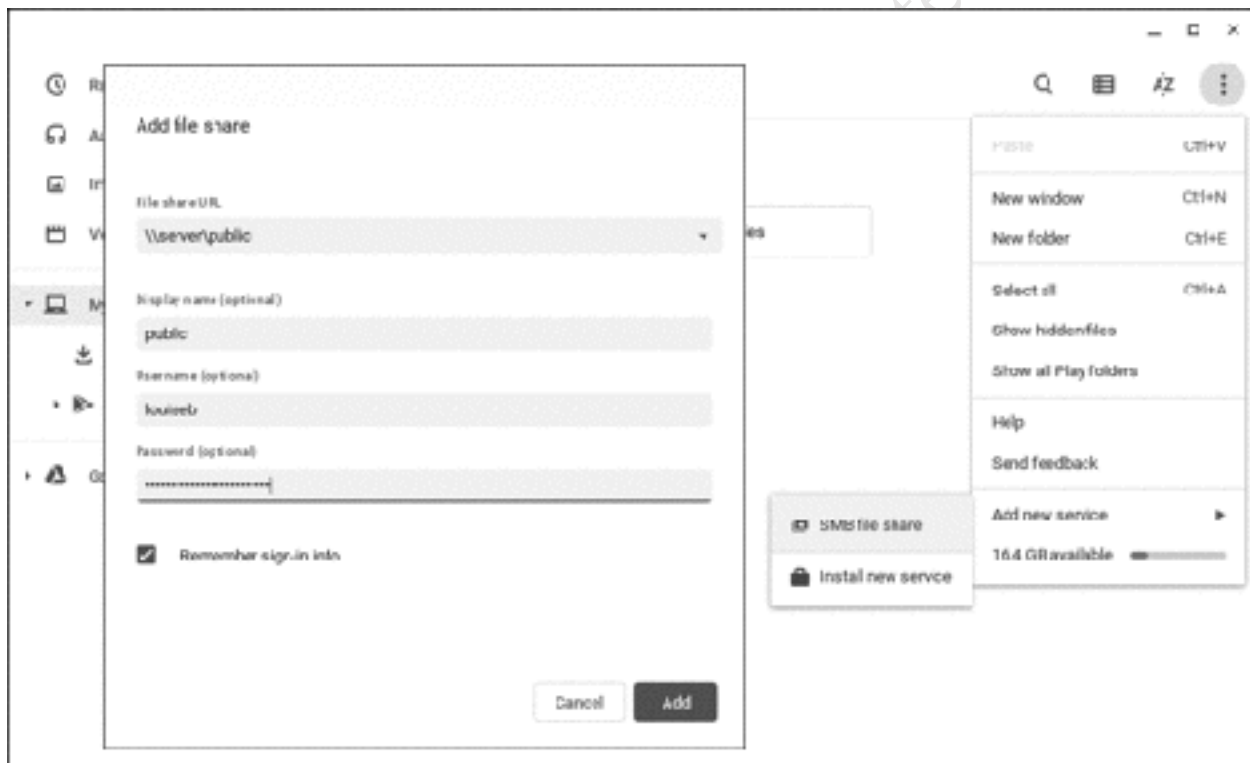 Add file share
File share URL
\\server\public
Display name (optional)
public
Username (optional)
louiseb
Password (optional)
Remember sign-in info
Cancel
Add
es
Paste Ctrl+V
New window Ctrl+N
New folder Ctrl+E
Select all Ctrl+A
Show hidden files
Show all Play folders
Help
Send feedback
Add new service
16.4 GB available
SMB file share
Install new service